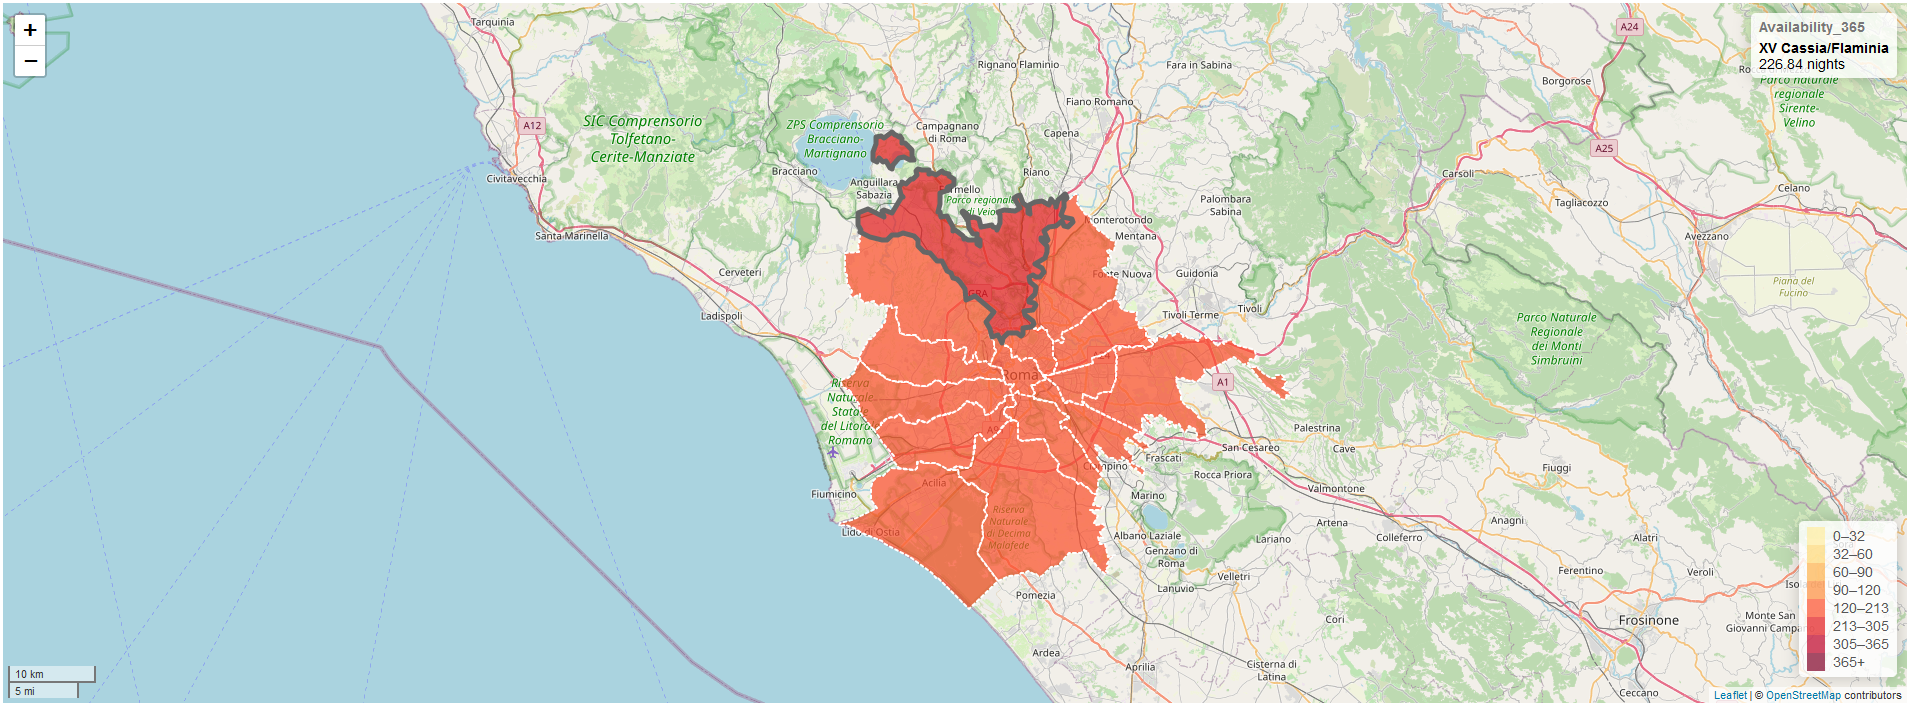 +
−
Availability_365
XV Cassia/Flaminia
226.84 nights
Tarquinia
A24
Rignano Flaminio
Fara in Sabina
Borgorose
Parco naturale
regionale
Sirente-
Velino
Fiano Romano
A12
SIC Comprensorio
Tolfetano-
Cerite-Manziate
ZPS Comprensorio
Bracciano-
Martignano
Campagnano
di Roma
Capena
A25
Civitavecchia
Bracciano
Anguillara
Sabazia
Riano
Carsoli
Celano
Parco regionale
di Veio
Palombara
Sabina
Tagliacozzo
Santa Marinella
Mentana
Avezzano
Cerveteri
Fonte Nuova
Guidonia
Piana del
Fucino
GRA
Ladispoli
Tivoli Terme
Tivoli
Parco Naturale
Regionale
dei Monti
Simbruini
Roma
A1
Riserva
Naturale
Statale
del Litorale
Romano
Palestrina
San Cesareo
Cave
Frascati
Ciampino
Rocca Priora
Fiuggi
Acilia
Valmontone
Fiumicino
Marino
Riserva
Naturale
di Decima
Malafede
Lido di Ostia
Albano Laziale
Artena
Anagni
Lariano
Colleferro
Alatri
Genzano di
Roma
Velletri
Ferentino
Veroli
Lanuvio
Pomezia
Cori
Frosinone
Monte San
Giovanni Campa
Ardea
Aprilia
Cisterna di
Latina
Ceccano
0–32
32–60
60–90
90–120
120–213
213–305
305–365
365+
10 km
5 mi
Leaflet | © OpenStreetMap contributors